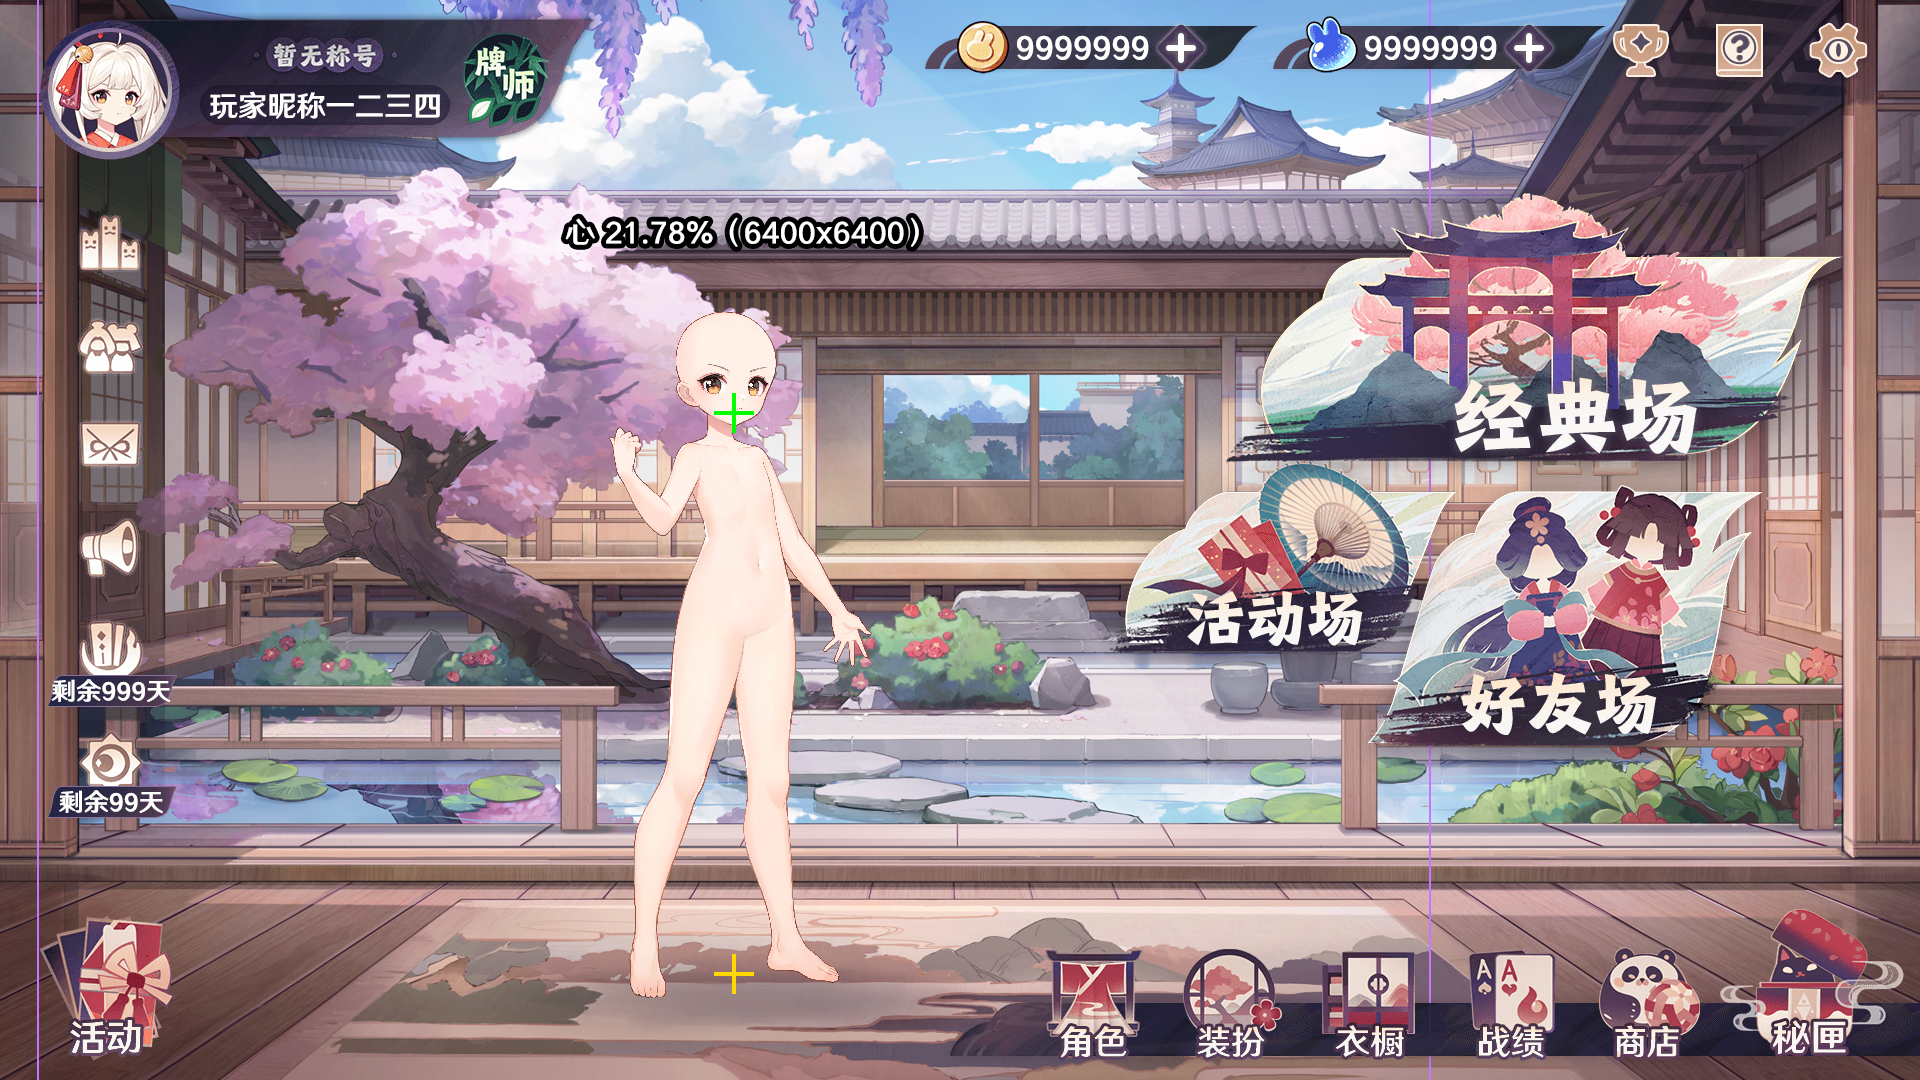 暂无称号
玩家昵称一二三四
牌师
9999999
9999999
心 21.78% (6400x6400)
经典场
活动场
好友场
剩余999天
剩余99天
活动
角色
装扮
衣橱
A A
战绩
商店
秘匣